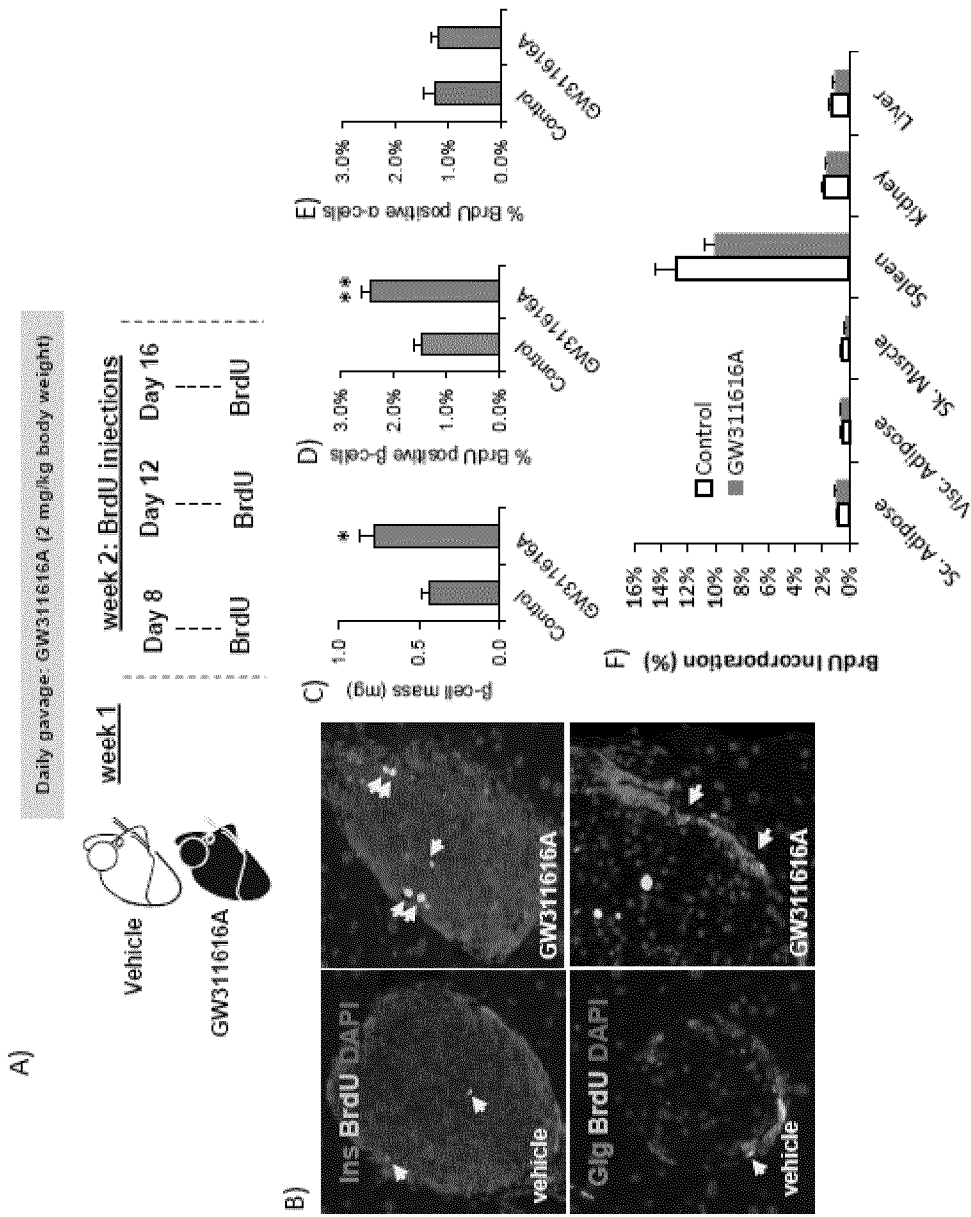 A)
Daily gavage: GW311616A (2 mg/kg body weight)
Vehicle
GW311616A
week 1
week 2: BrdU injections
Day 8
Day 12
Day 16
BrdU
BrdU
BrdU
B)
Ins BrdU DAPI
vehicle
GW311616A
Glg BrdU DAPI
vehicle
GW311616A
C)
β-cell mass (mg)
1.0
0.5
0.0
*
Control
GW311616A
D)
% BrdU positive β-cells
3.0%
2.0%
1.0%
0.0%
**
Control
GW311616A
E)
% BrdU positive α-cells
3.0%
2.0%
1.0%
0.0%
Control
GW311616A
F)
BrdU Incorporation (%)
16%
14%
12%
10%
8%
6%
4%
2%
0%
Control
GW311616A
Sc. Adipose
Visc. Adipose
Sk. Muscle
Spleen
Kidney
Liver